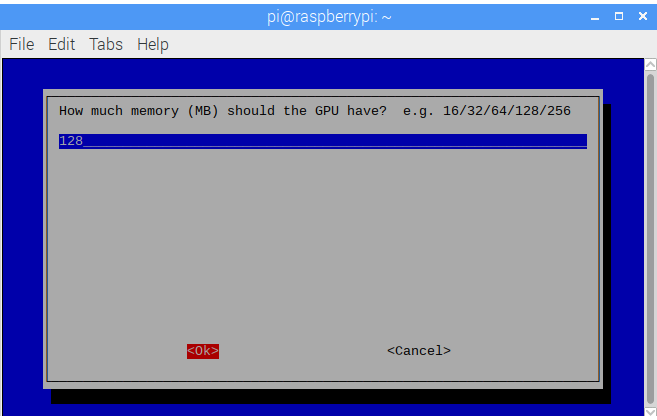 pi@raspberrypi: ~
File Edit Tabs Help
How much memory (MB) should the GPU have?  e.g. 16/32/64/128/256
128
<Ok> <Cancel>